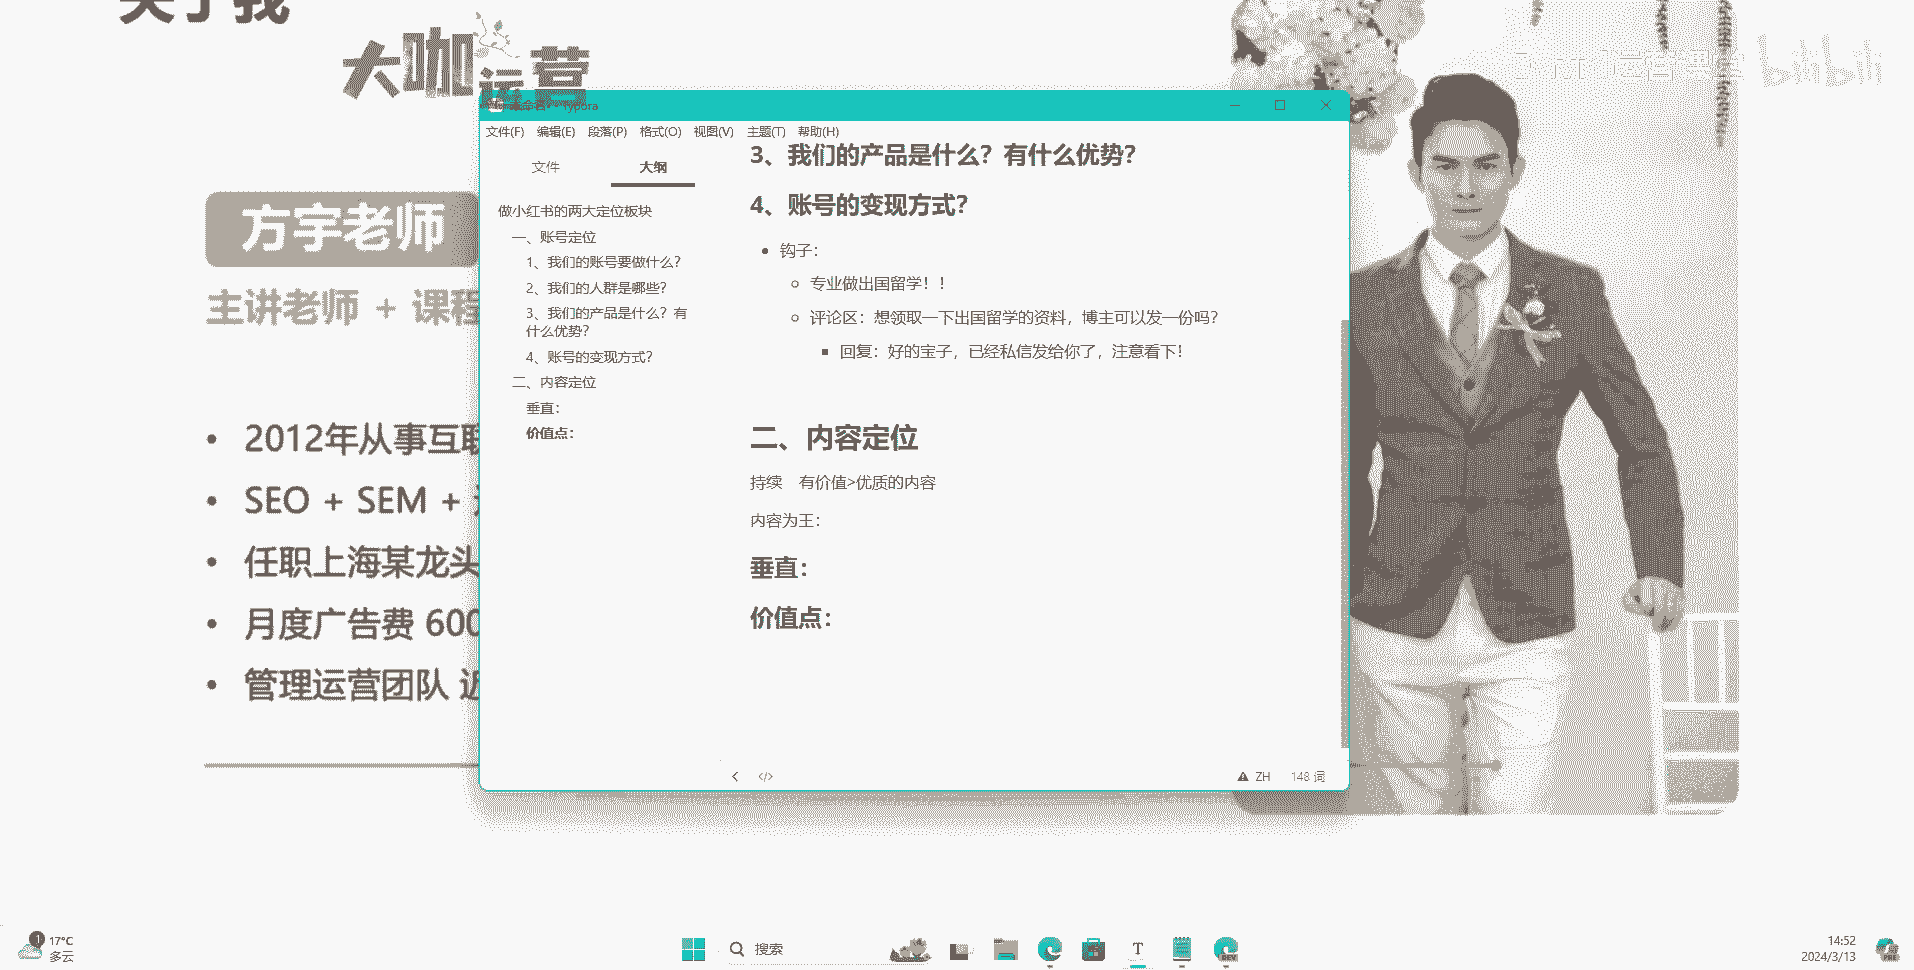 关于我
大咖运营
bilibili
方宇老师
主讲老师 + 课程
• 2012年从事互联
• SEO + SEM +
• 任职上海某龙头
• 月度广告费 600
• 管理运营团队 近
Typora
文件(F) 编辑(E) 段落(P) 格式(O) 视图(V) 主题(T) 帮助(H)
文件 大纲
做小红书的两大定位板块
一、账号定位
1、我们的账号要做什么？
2、我们的人群是哪些？
3、我们的产品是什么？有
什么优势？
4、账号的变现方式？
二、内容定位
垂直：
价值点：
3、我们的产品是什么？有什么优势？
4、账号的变现方式？
• 钩子：
专业做出国留学！！
评论区：想领取一下出国留学的资料，博主可以发一份吗？
回复：好的宝子，已经私信发给你了，注意看下！
二、内容定位
持续 有价值>优质的内容
内容为王：
垂直：
价值点：
</> ZH 148 词
1 17°C
多云
搜索
T
DEV
14:52
2024/3/13
PRE